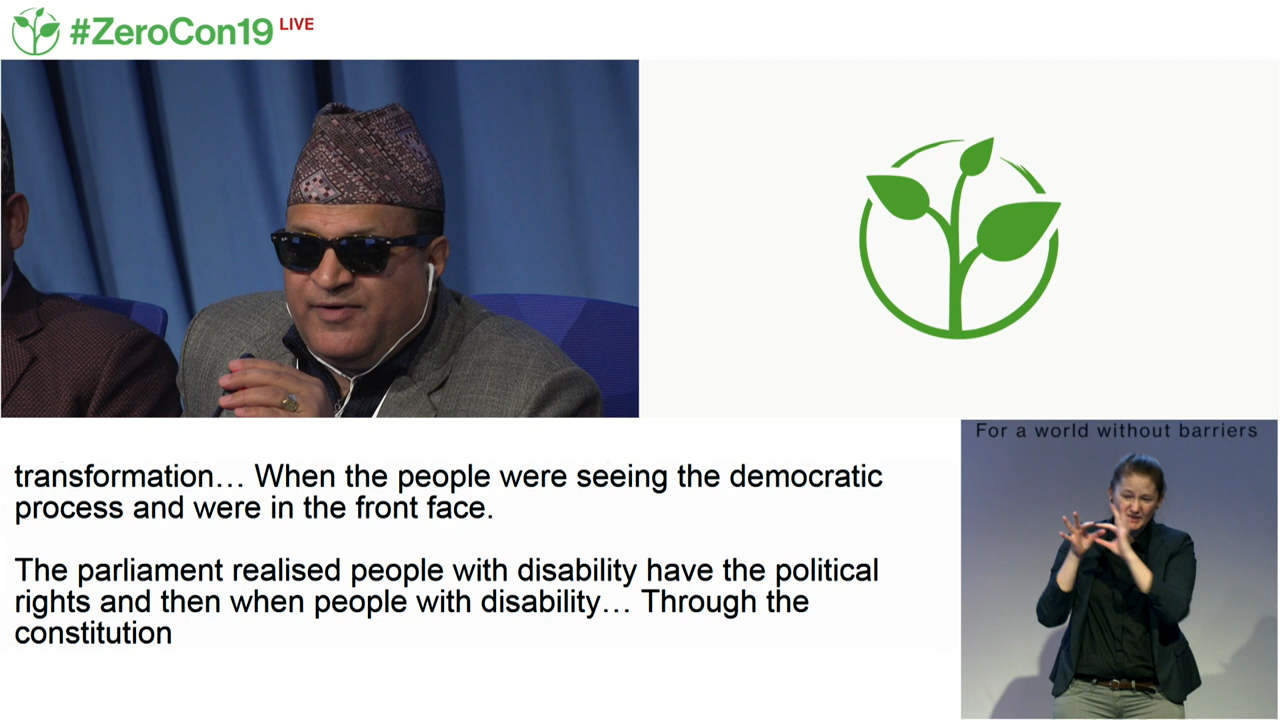 #ZeroCon19 LIVE
For a world without barriers
transformation… When the people were seeing the democratic
process and were in the front face.
The parliament realised people with disability have the political
rights and then when people with disability… Through the
constitution